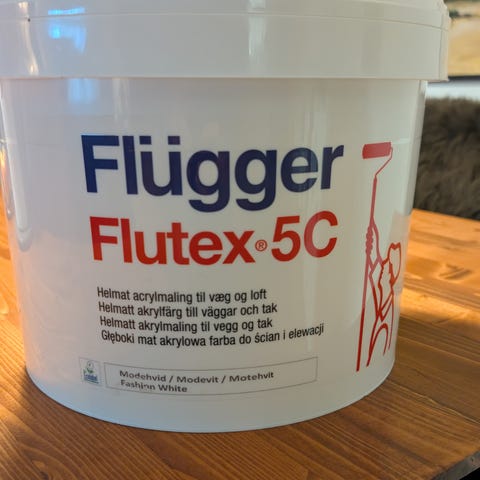 Flügger
Flutex® 5C
Helmat acrylmaling til væg og loft
Helmatt akrylfärg till väggar och tak
Helmatt akrylmaling til vegg og tak
Głęboki mat akrylowa farba do ścian i elewacji
Modehvid / Modevit / Motehvit
Fashion White